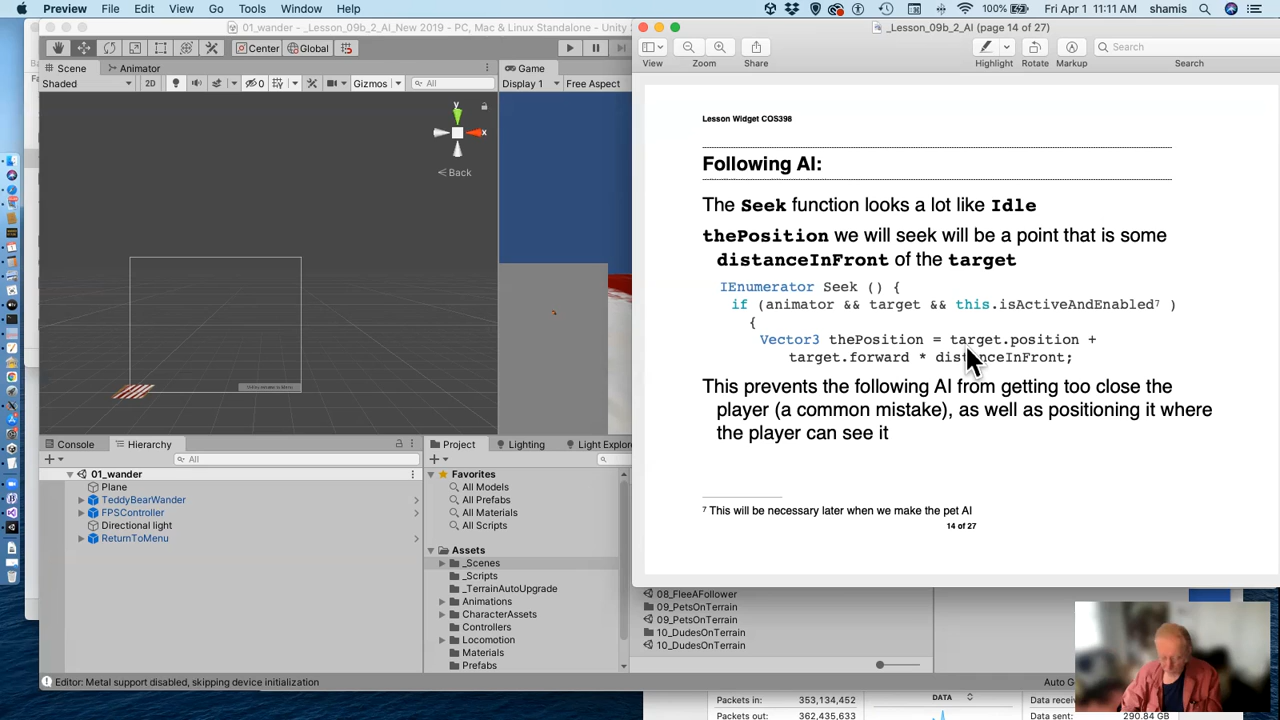 Preview File Edit View Go Tools Window Help
100% Fri Apr 1 11:11 AM shamis
01_wander - _Lesson_09b_2_AI_New 2019 - PC, Mac & Linux Standalone - Unity
Center Global
Scene Animator
Shaded 2D 0 Gizmos All
y
x
Back
Game
Display 1 Free Aspect
Console Hierarchy
All
01_wander
Plane
TeddyBearWander
FPSController
Directional light
ReturnToMenu
Project Lighting Light Explor
Favorites
All Models
All Prefabs
All Materials
All Scripts
Assets
_Scenes
_Scripts
_TerrainAutoUpgrade
Animations
CharacterAssets
Controllers
Locomotion
Materials
Prefabs
Editor: Metal support disabled, skipping device initialization
_Lesson_09b_2_AI (page 14 of 27)
Search
View Zoom Share Highlight Rotate Markup Search
Lesson Widget COS398
Following AI:
The Seek function looks a lot like Idle
thePosition we will seek will be a point that is some
distanceInFront of the target
IEnumerator Seek () {
if (animator && target && this.isActiveAndEnabled⁷ )
{
Vector3 thePosition = target.position +
target.forward * distanceInFront;
This prevents the following AI from getting too close the
player (a common mistake), as well as positioning it where
the player can see it
⁷ This will be necessary later when we make the pet AI
14 of 27
08_FleeAFollower
09_PetsOnTerrain
09_PetsOnTerrain
10_DudesOnTerrain
10_DudesOnTerrain
Auto G
Packets in: 353,134,452 DATA Data receiv
Packets out: 362,435,633 Data sent: 290.84 GB